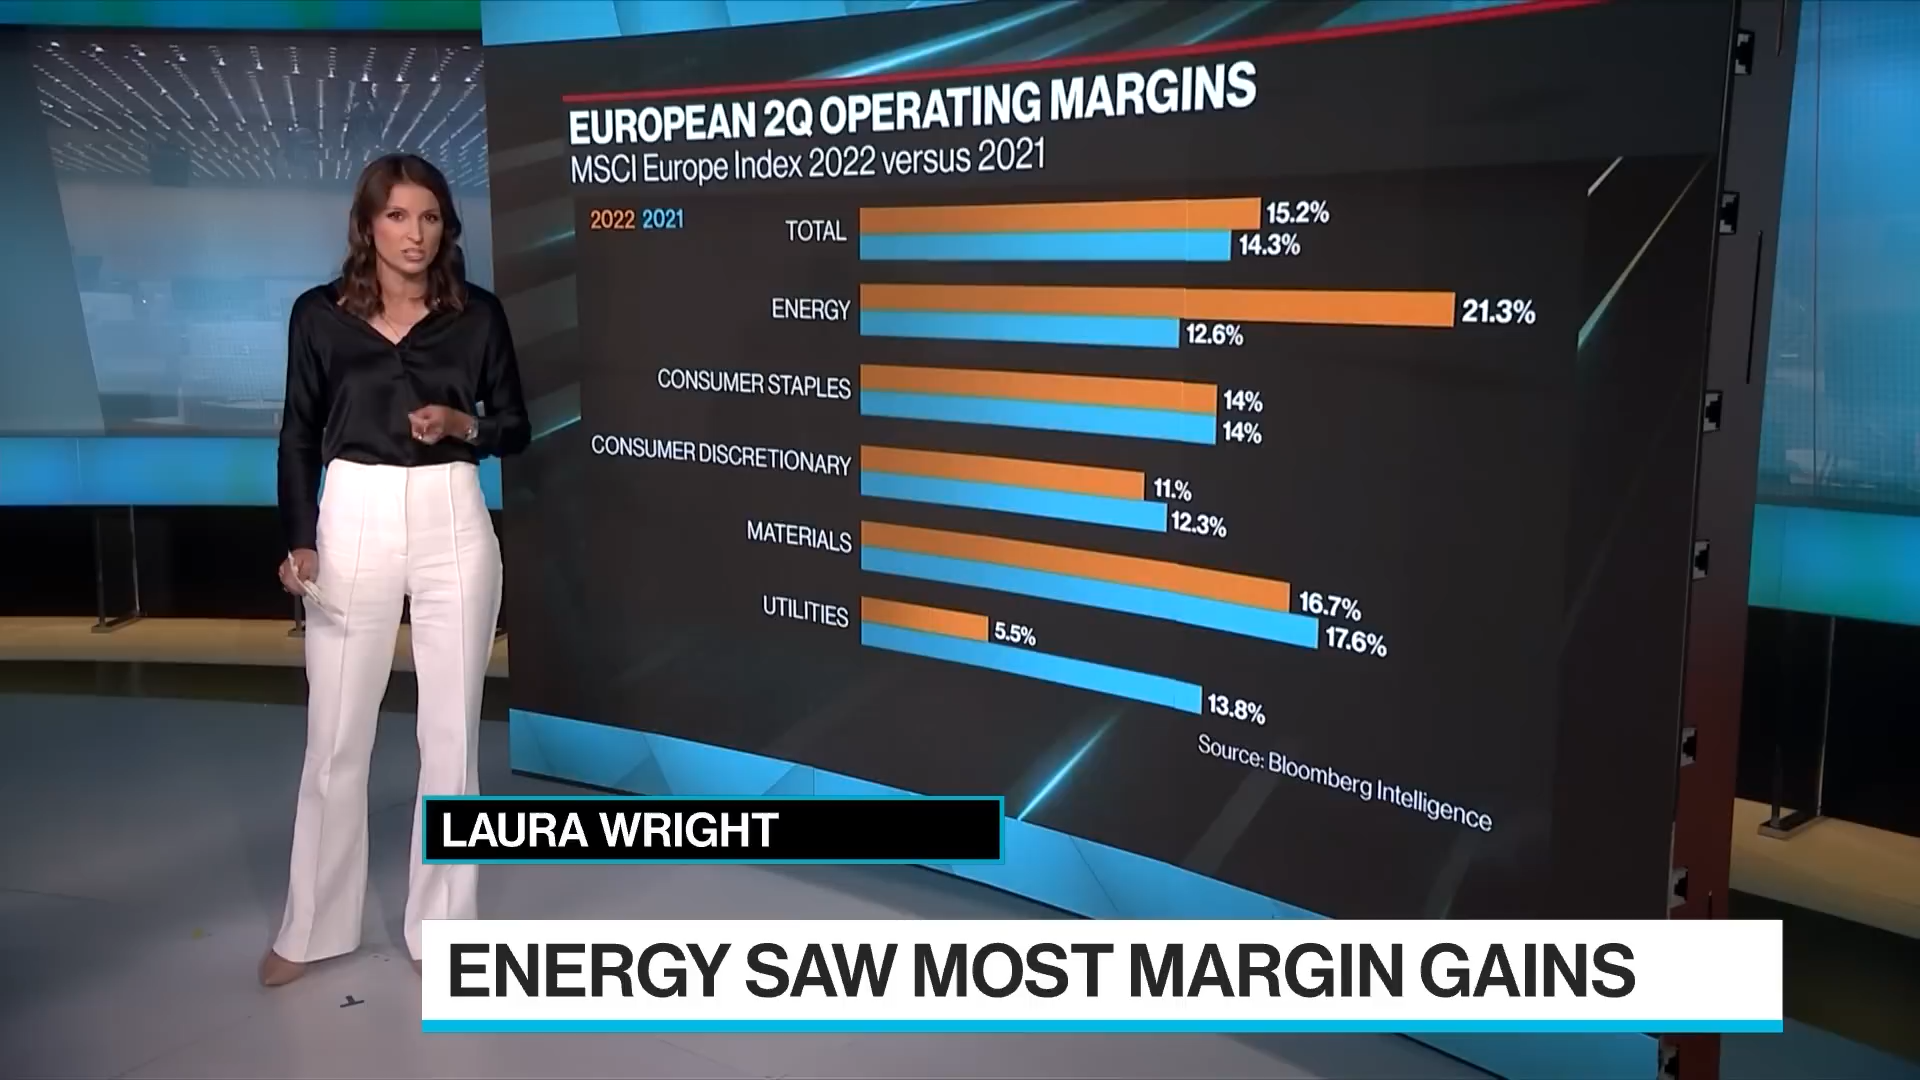 EUROPEAN 2Q OPERATING MARGINS
MSCI Europe Index 2022 versus 2021
2022 2021
TOTAL
15.2%
14.3%
ENERGY
21.3%
12.6%
CONSUMER STAPLES
14%
14%
CONSUMER DISCRETIONARY
11.%
12.3%
MATERIALS
16.7%
17.6%
UTILITIES
5.5%
13.8%
Source: Bloomberg Intelligence
LAURA WRIGHT
ENERGY SAW MOST MARGIN GAINS